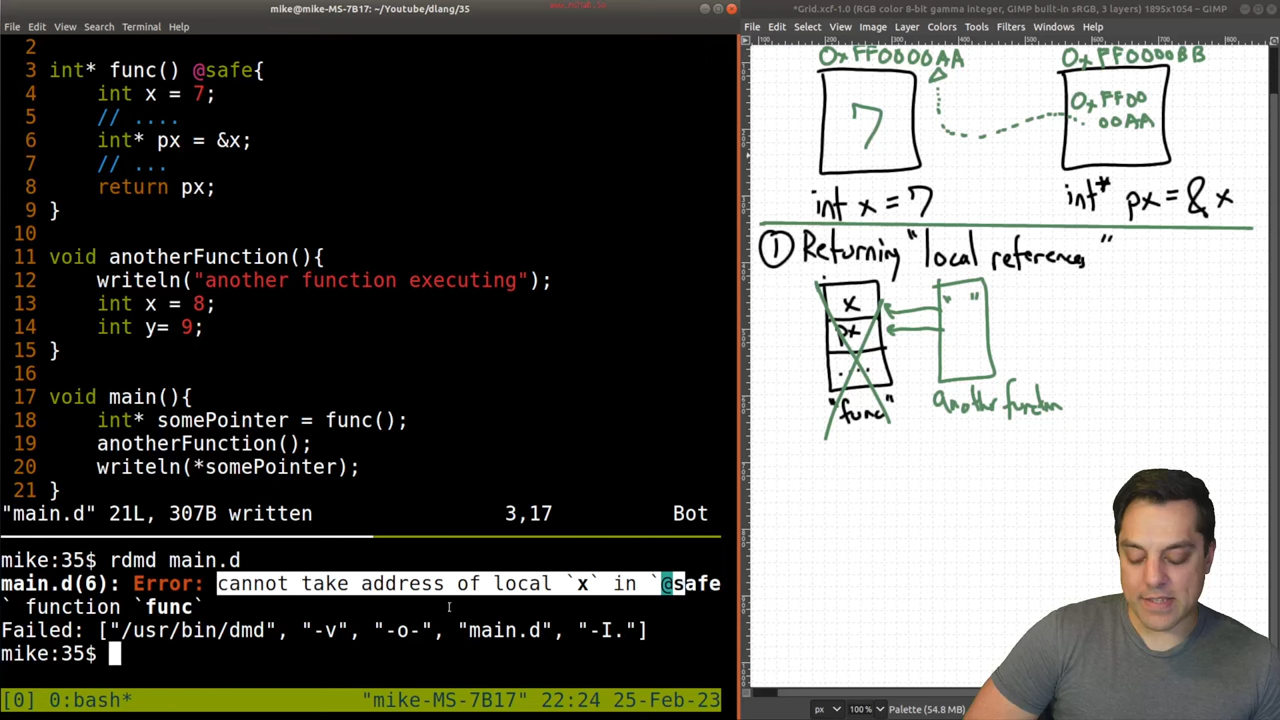 mike@mike-MS-7B17: ~/Youtube/dlang/35
File Edit View Search Terminal Help
2
3 int* func() @safe{
4     int x = 7;
5     // ....
6     int* px = &x;
7     // ...
8     return px;
9 }
10
11 void anotherFunction(){
12     writeln("another function executing");
13     int x = 8;
14     int y= 9;
15 }
16
17 void main(){
18     int* somePointer = func();
19     anotherFunction();
20     writeln(*somePointer);
21 }
"main.d" 21L, 307B written 3,17 Bot
mike:35$ rdmd main.d
main.d(6): Error: cannot take address of local `x` in `@safe
` function `func`
Failed: ["/usr/bin/dmd", "-v", "-o-", "main.d", "-I."]
mike:35$
[0] 0:bash* "mike-MS-7B17" 22:24 25-Feb-23
*Grid.xcf-1.0 (RGB color 8-bit gamma integer, GIMP built-in sRGB, 3 layers) 1895x1054 – GIMP
File Edit Select View Image Layer Colors Tools Filters Windows Help
0xFF0000AA 0xFF0000BB
7
0xFF00
00AA
int x = 7 int* px = & x
① Returning "local references"
x
px
...
"func"
" "
another function
px 100% Palette (54.8 MB)